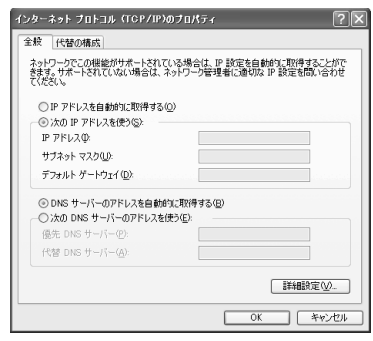 インターネット プロトコル (TCP/IP)のプロパティ
全般
代替の構成
ネットワークでこの機能がサポートされている場合は、IP 設定を自動的に取得することがで
きます。サポートされていない場合は、ネットワーク管理者に適切な IP 設定を問い合わせ
てください。
IP アドレスを自動的に取得する(O)
次の IP アドレスを使う(S):
IP アドレス(I):
サブネット マスク(U):
デフォルト ゲートウェイ(D):
DNS サーバーのアドレスを自動的に取得する(B)
次の DNS サーバーのアドレスを使う(E):
優先 DNS サーバー(P):
代替 DNS サーバー(A):
詳細設定(V)...
OK
キャンセル